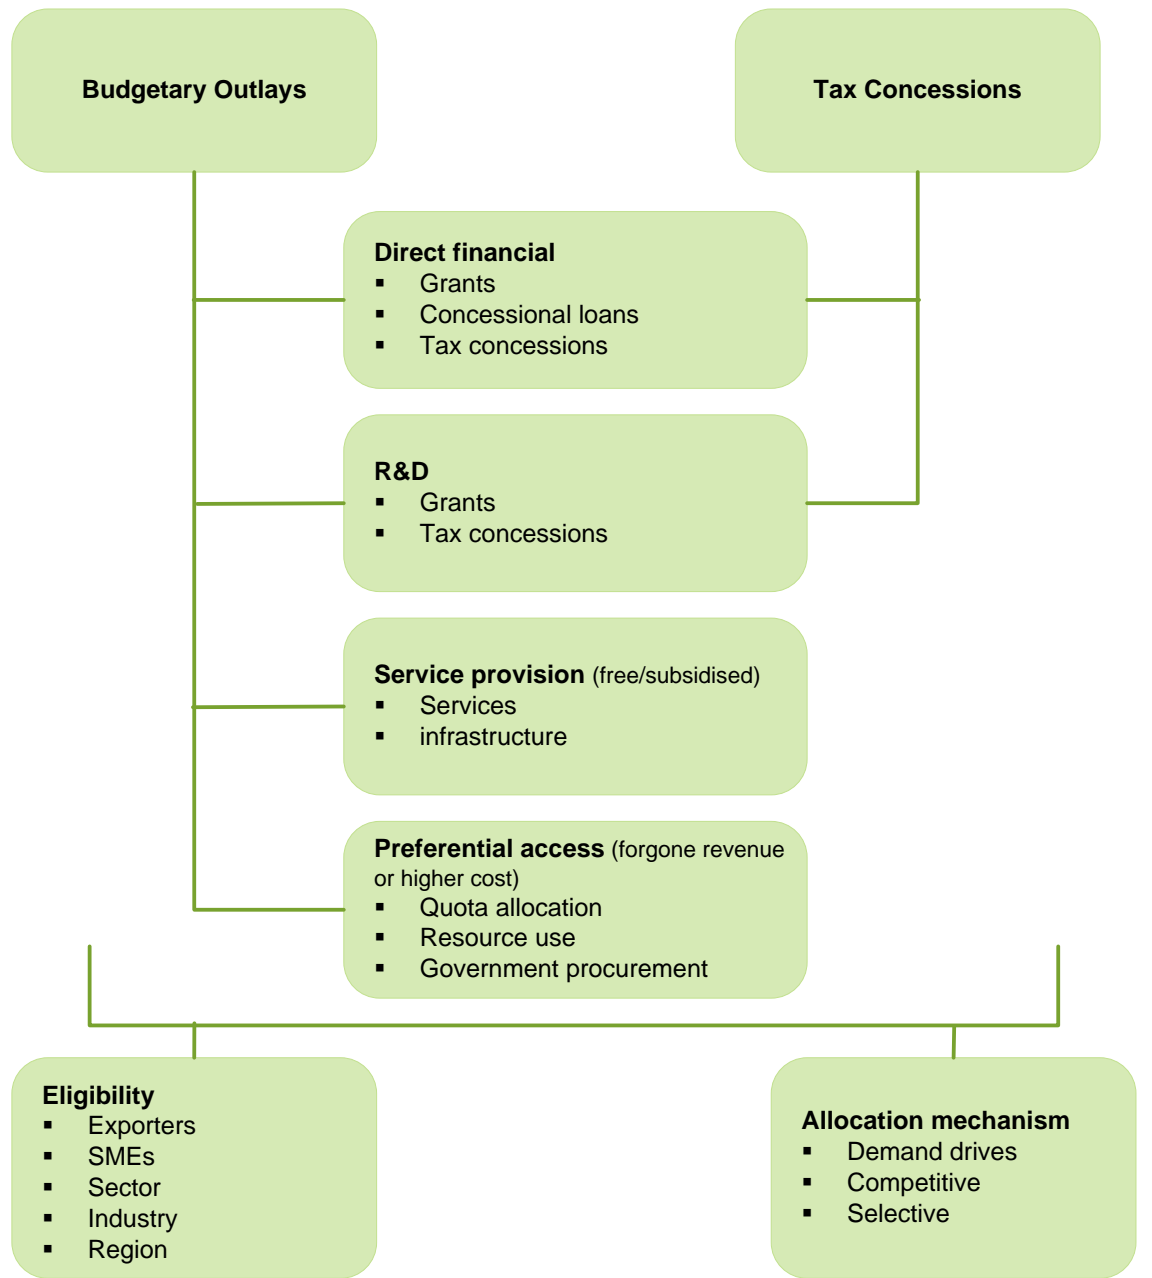 Budgetary Outlays
Tax Concessions
Direct financial
▪ Grants
▪ Concessional loans
▪ Tax concessions
R&D
▪ Grants
▪ Tax concessions
Service provision (free/subsidised)
▪ Services
▪ infrastructure
Preferential access (forgone revenue
or higher cost)
▪ Quota allocation
▪ Resource use
▪ Government procurement
Eligibility
▪ Exporters
▪ SMEs
▪ Sector
▪ Industry
▪ Region
Allocation mechanism
▪ Demand drives
▪ Competitive
▪ Selective